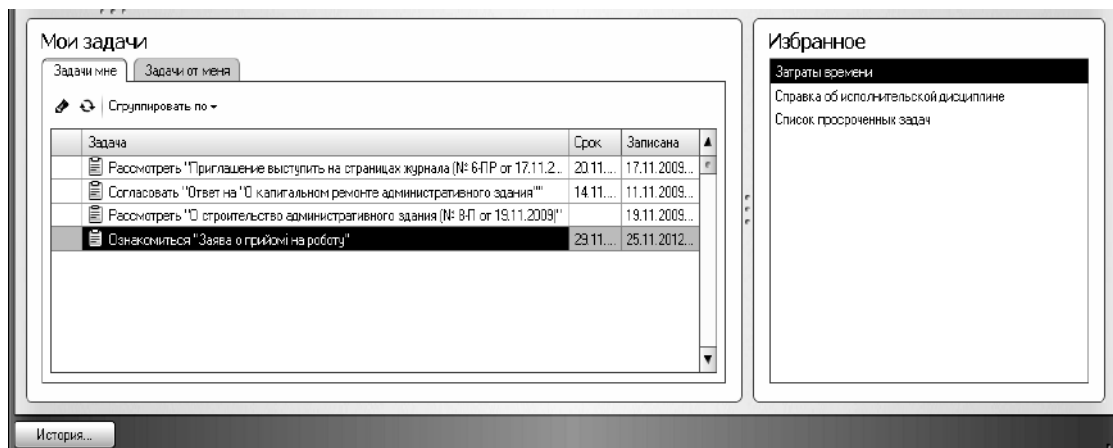 Мои задачи
Задачи мне Задачи от меня
Сгруппировать по
Задача Срок Записана
Рассмотреть "Приглашение выступить на страницах журнала (№ 6-ПР от 17.11.2... 20.11.... 17.11.2009...
Согласовать "Ответ на "О капитальном ремонте административного здания"" 14.11.... 11.11.2009...
Рассмотреть "О строительство административного здания (№ 8-П от 19.11.2009)" 19.11.2009...
Ознакомиться "Заява о прийомі на роботу" 29.11.... 25.11.2012...
Избранное
Затраты времени
Справка об исполнительской дисциплине
Список просроченных задач
История...